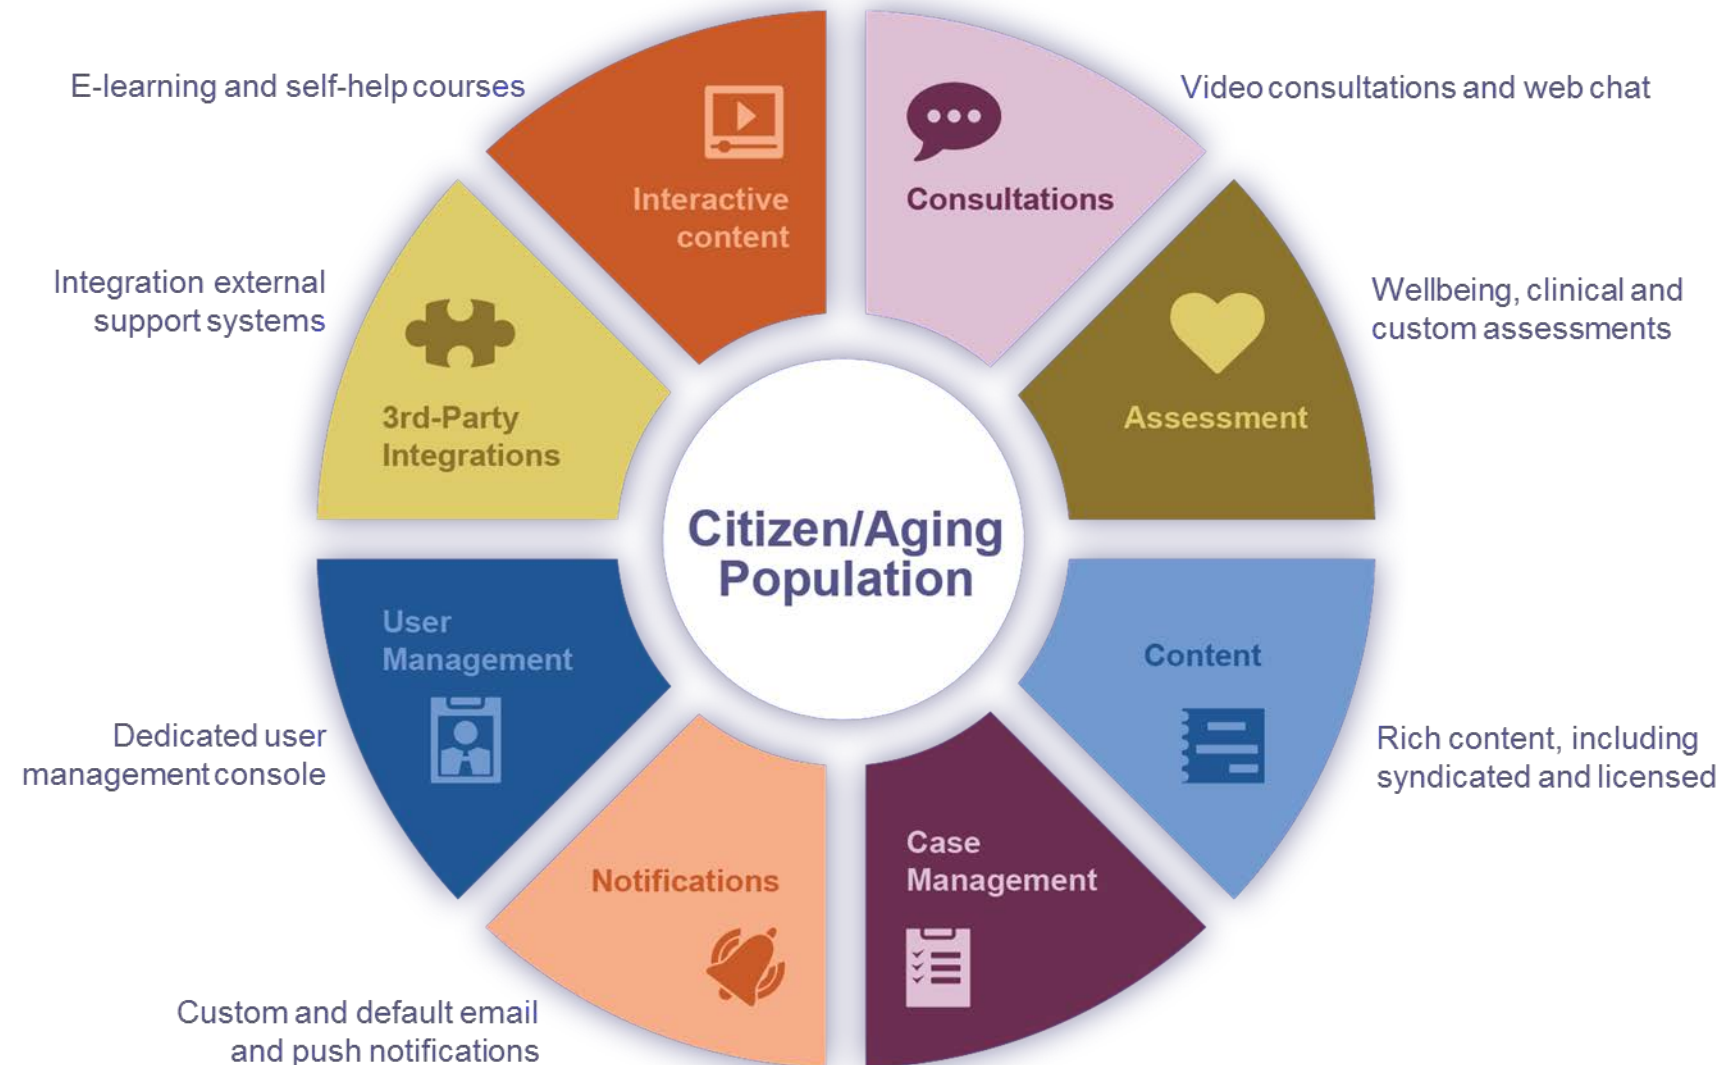 E-learning and self-help courses
Interactive
content
Consultations
Video consultations and web chat
Integration external
support systems
3rd-Party
Integrations
Assessment
Wellbeing, clinical and
custom assessments
Citizen/Aging
Population
User
Management
Dedicated user
management console
Content
Rich content, including
syndicated and licensed
Notifications
Custom and default email
and push notifications
Case
Management